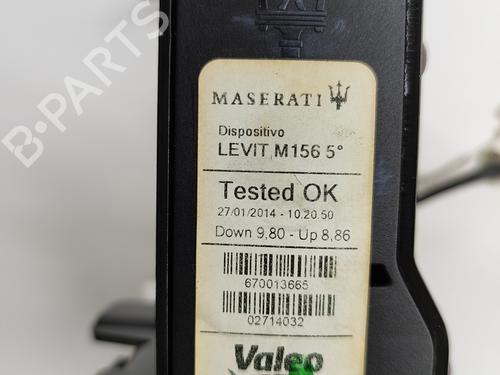 B-PARTS
MASERATI
Dispositivo
LEVIT M156 5°
Tested OK
27/01/2014 - 10.20.50
Down 9,80 - Up 8,86
670013665
02714032
Valeo